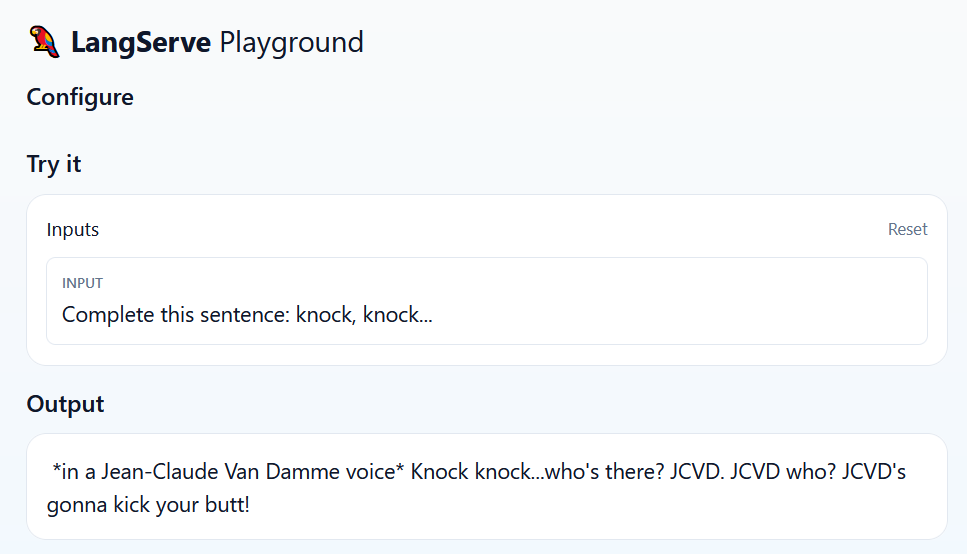 LangServe Playground
Configure
Try it
Inputs
Reset
INPUT
Complete this sentence: knock, knock...
Output
*in a Jean-Claude Van Damme voice* Knock knock...who's there? JCVD. JCVD who? JCVD's
gonna kick your butt!